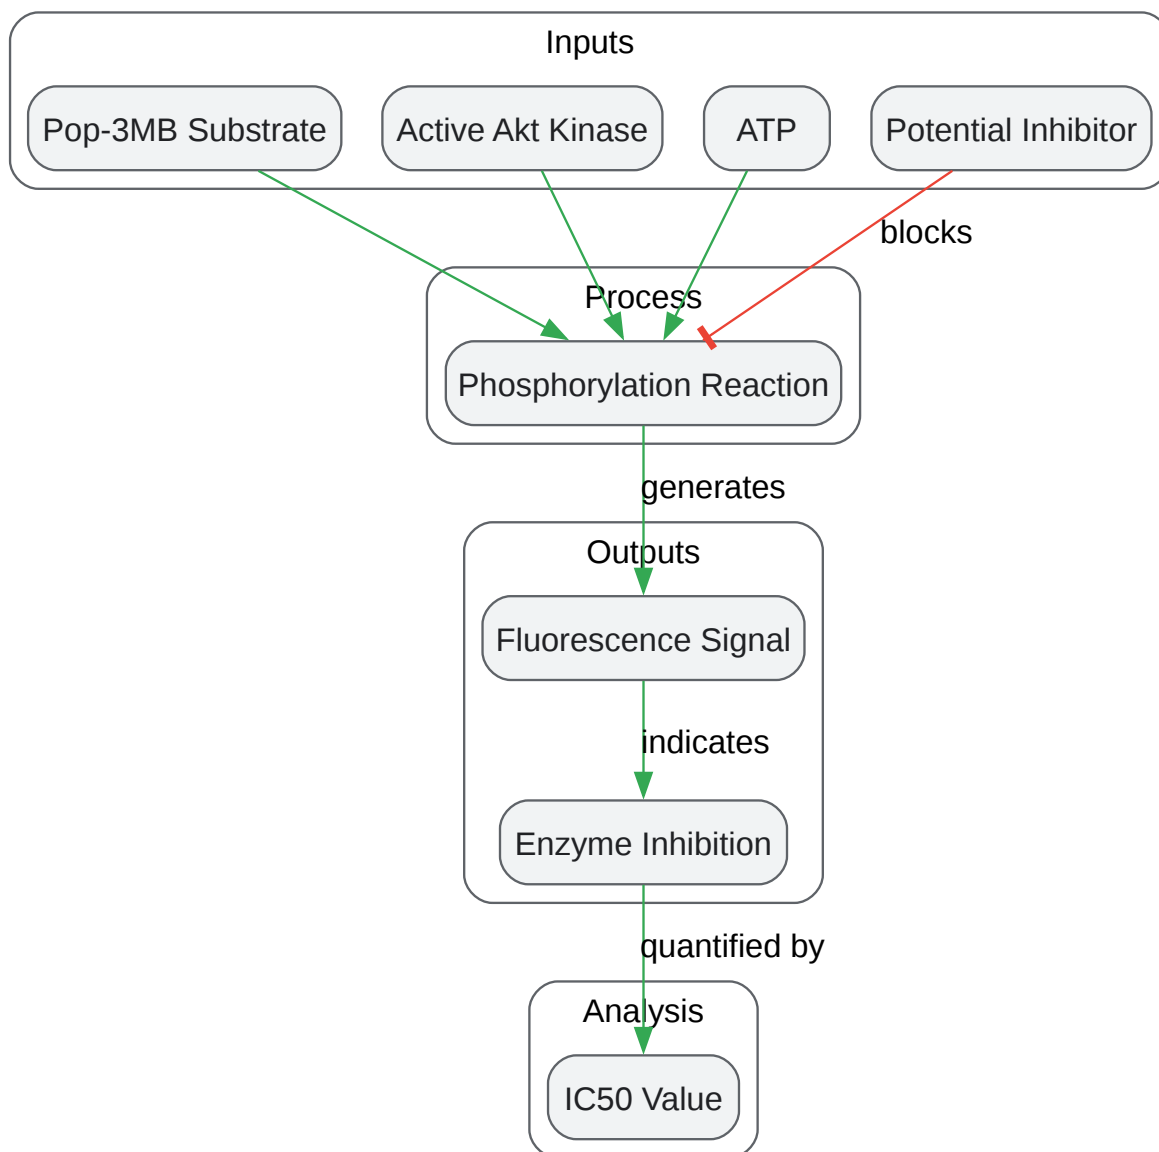 Inputs
Pop-3MB Substrate
Active Akt Kinase
ATP
Potential Inhibitor
blocks
Process
Phosphorylation Reaction
generates
Outputs
Fluorescence Signal
indicates
Enzyme Inhibition
quantified by
Analysis
IC50 Value